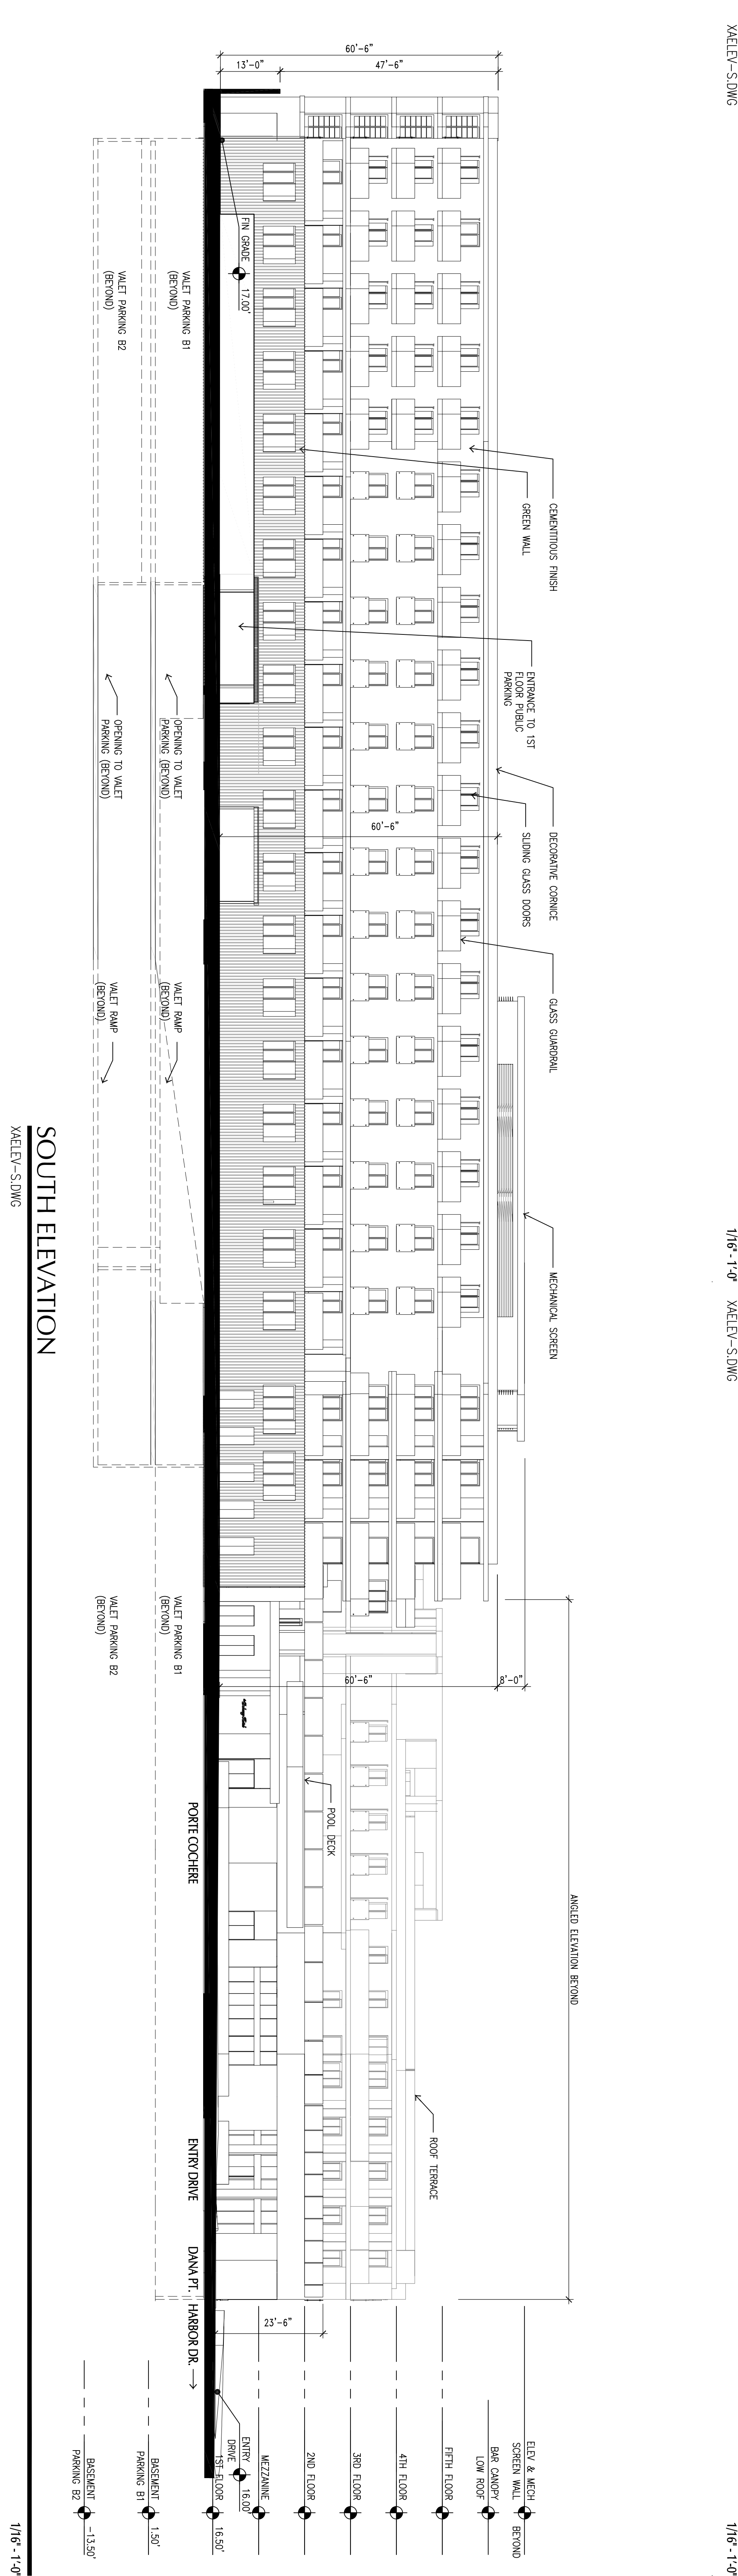 XAELEV-S.DWG
1/16" - 1'-0"
XAELEV-S.DWG
1/16" - 1'-0"
60'-6"
13'-0"
47'-6"
CEMENTITIOUS FINISH
GREEN WALL
ENTRANCE TO 1ST
FLOOR PUBLIC
PARKING
DECORATIVE CORNICE
SLIDING GLASS DOORS
GLASS GUARDRAIL
MECHANICAL SCREEN
ANGLED ELEVATION BEYOND
ROOF TERRACE
POOL DECK
60'-6"
60'-6"
8'-0"
23'-6"
FIN GRADE
17.00'
ELEV & MECH
SCREEN WALL
BEYOND
BAR CANOPY
LOW ROOF
FIFTH FLOOR
4TH FLOOR
3RD FLOOR
2ND FLOOR
MEZZANINE
ENTRY
DRIVE
16.00'
1ST FLOOR
16.50'
BASEMENT
PARKING B1
1.50'
BASEMENT
PARKING B2
-13.50'
PORTE COCHERE
ENTRY DRIVE
DANA PT.
HARBOR DR.
VALET PARKING B1
(BEYOND)
VALET PARKING B2
(BEYOND)
OPENING TO VALET
PARKING (BEYOND)
OPENING TO VALET
PARKING (BEYOND)
VALET RAMP
(BEYOND)
VALET RAMP
(BEYOND)
VALET PARKING B1
(BEYOND)
VALET PARKING B2
(BEYOND)
SOUTH ELEVATION
XAELEV-S.DWG
1/16" - 1'-0"